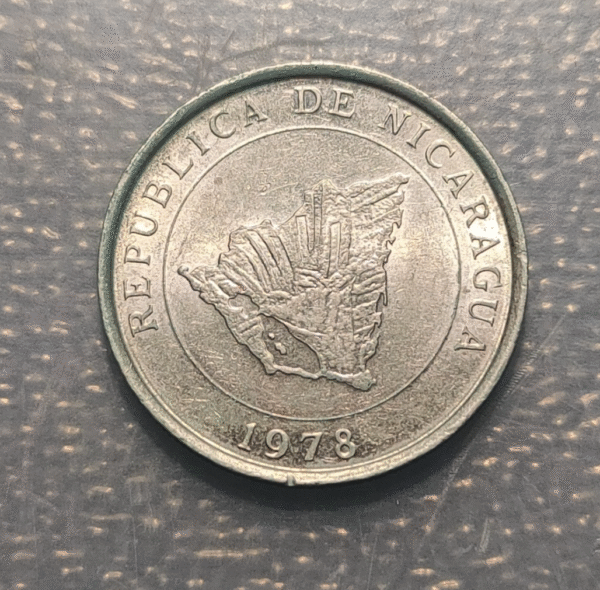 REPUBLICA DE NICARAGUA
1978